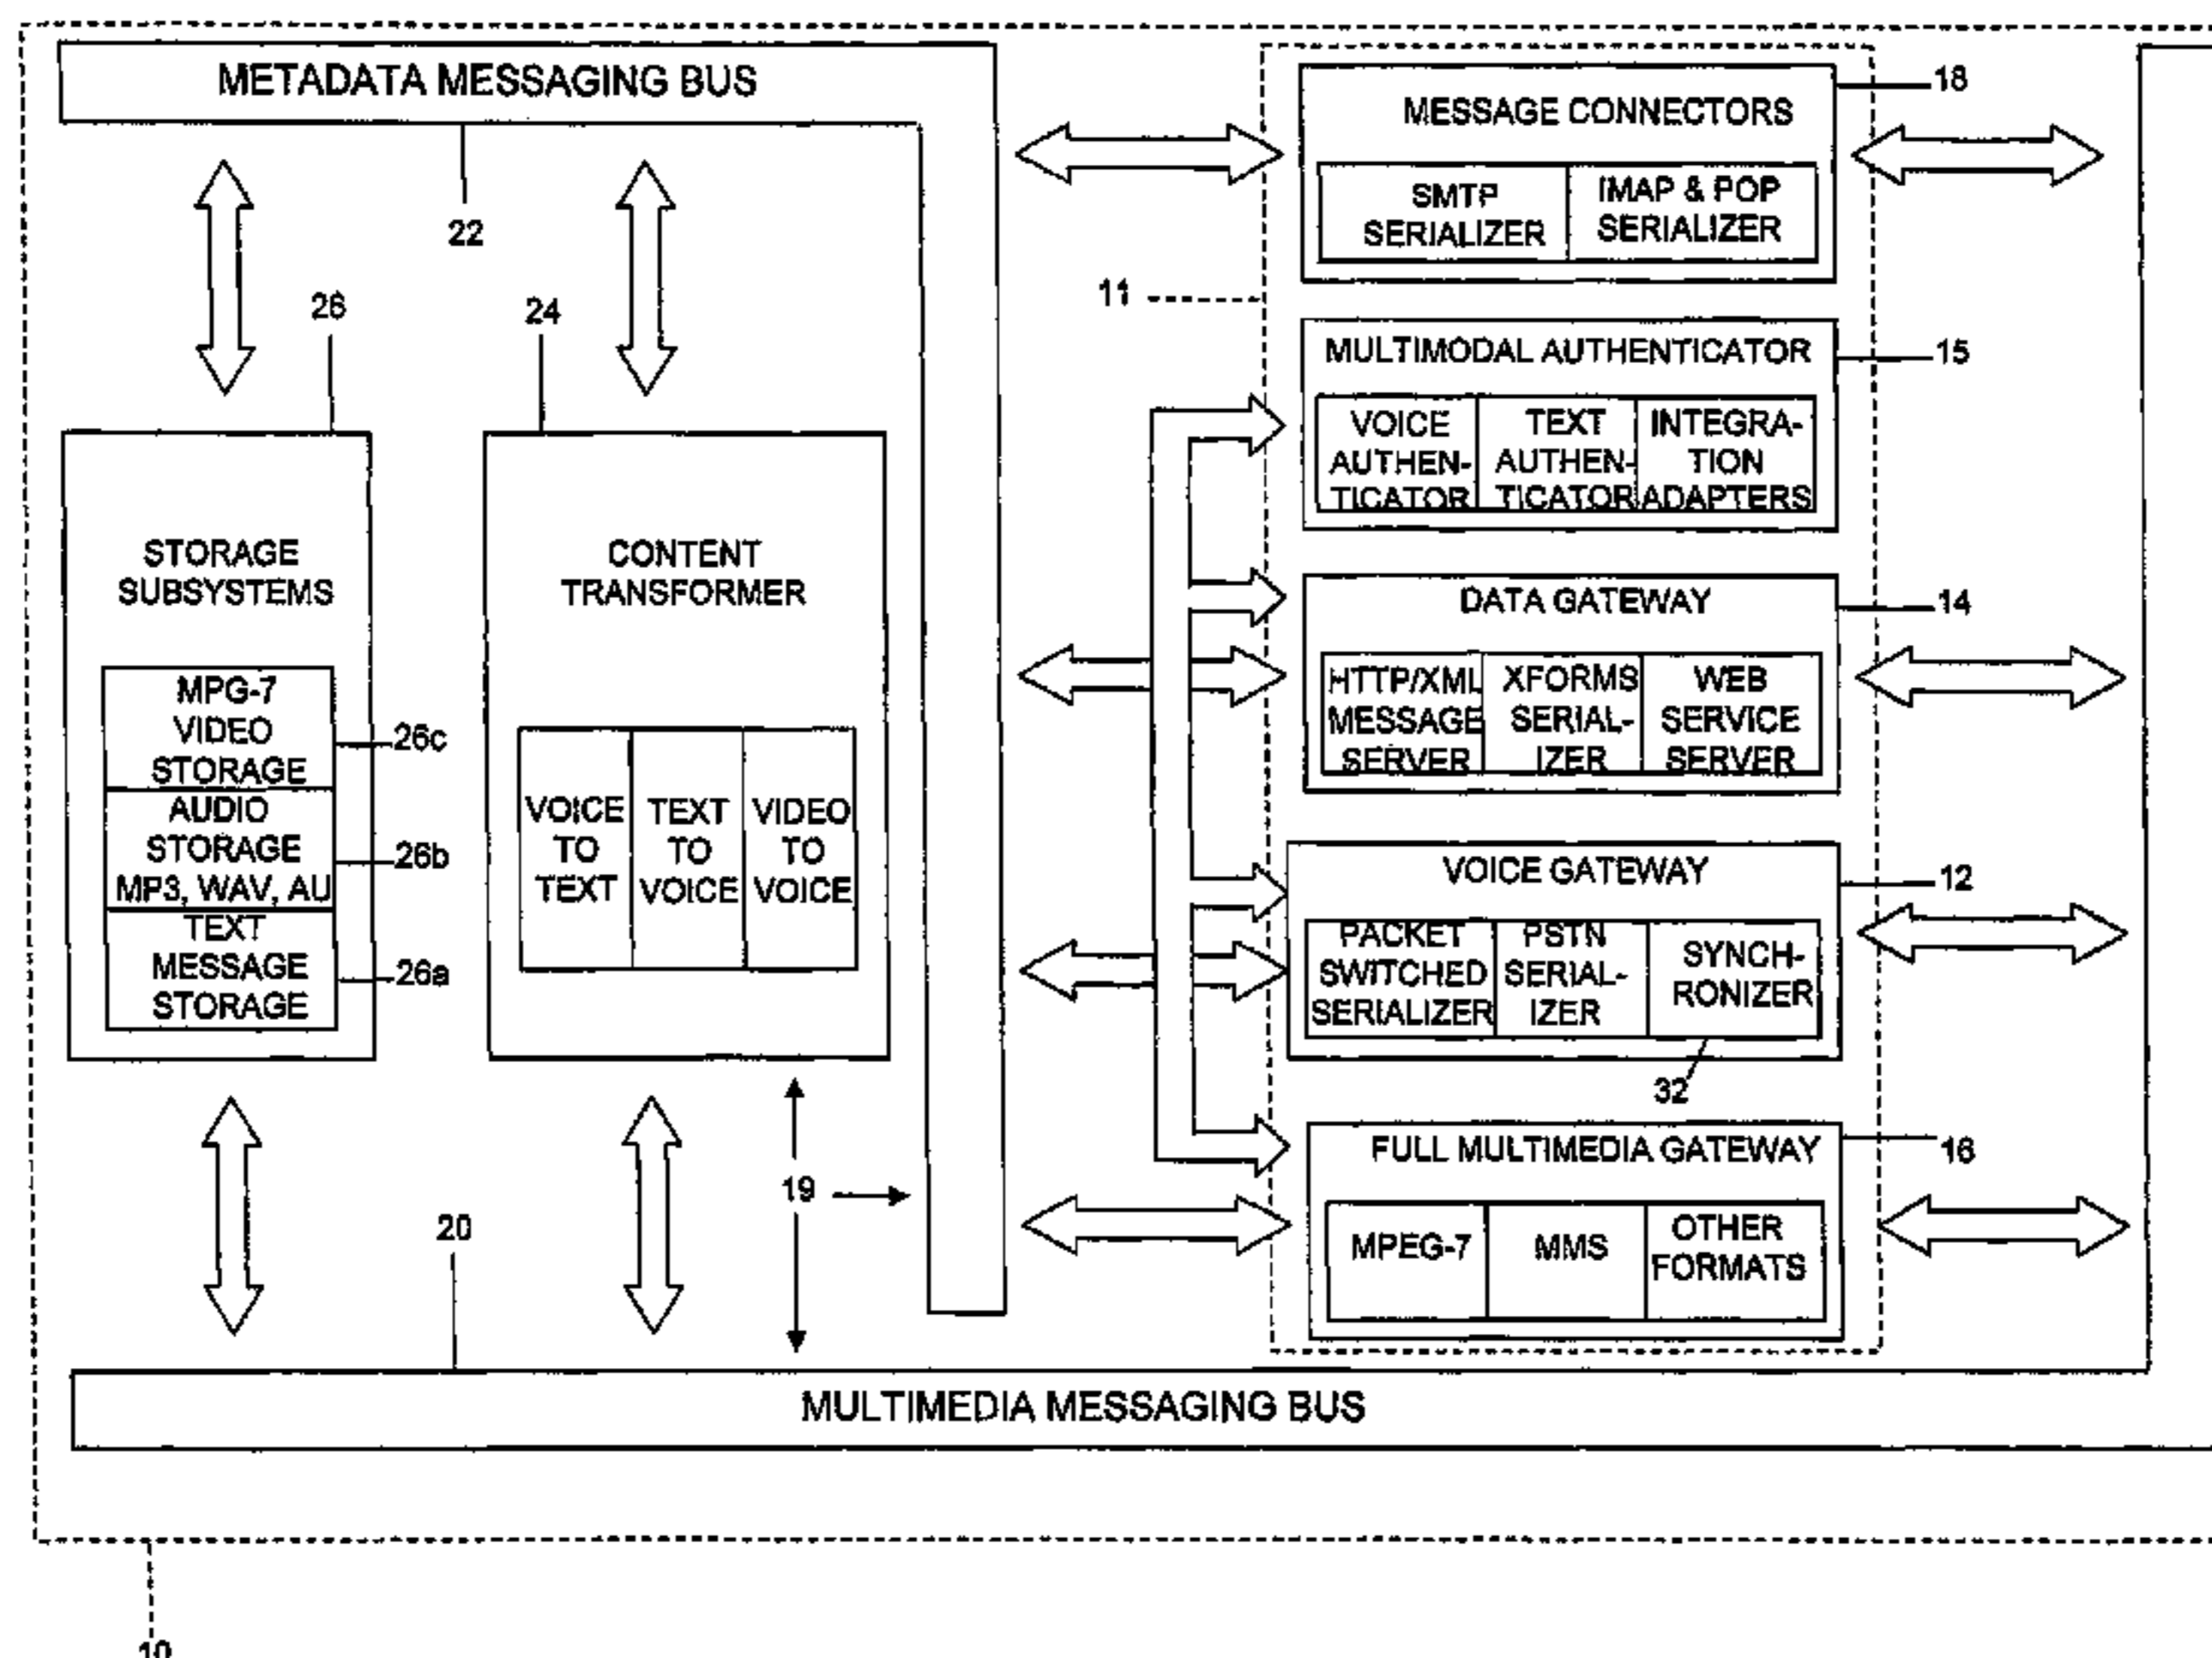 METADATA MESSAGING BUS
22
26
24
STORAGE
SUBSYSTEMS
MPG-7
VIDEO
STORAGE
26c
AUDIO
STORAGE
MP3, WAV, AU
26b
TEXT
MESSAGE
STORAGE
26a
CONTENT
TRANSFORMER
VOICE
TO
TEXT
TEXT
TO
VOICE
VIDEO
TO
VOICE
19
20
11
MESSAGE CONNECTORS
18
SMTP
SERIALIZER
IMAP & POP
SERIALIZER
MULTIMODAL AUTHENTICATOR
15
VOICE
AUTHEN-
TICATOR
TEXT
AUTHEN-
TICATOR
INTEGRA-
TION
ADAPTERS
DATA GATEWAY
14
HTTP/XML
MESSAGE
SERVER
XFORMS
SERIAL-
IZER
WEB
SERVICE
SERVER
VOICE GATEWAY
12
PACKET
SWITCHED
SERIALIZER
PSTN
SERIAL-
IZER
SYNCH-
RONIZER
32
FULL MULTIMEDIA GATEWAY
16
MPEG-7
MMS
OTHER
FORMATS
MULTIMEDIA MESSAGING BUS
10